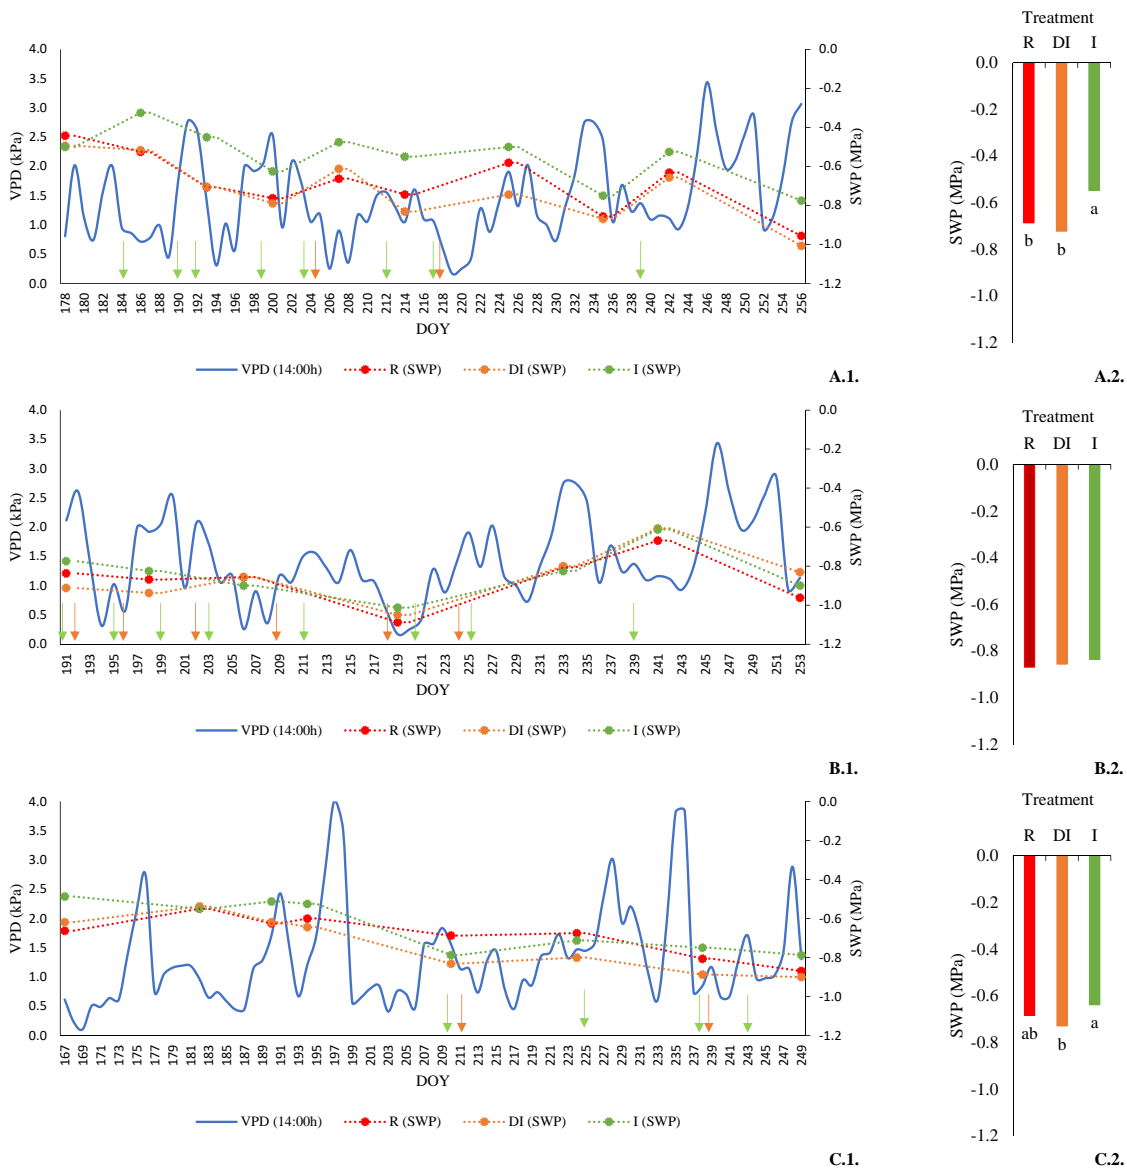 Treatment
R DI I
4.0 3.5 3.0 2.5 2.0 1.5 1.0 0.5 0.0
VPD (kPa)
0.0 -0.2 -0.4 -0.6 -0.8 -1.0 -1.2
SWP (MPa)
178 180 182 184 186 188 190 192 194 196 198 200 202 204 206 208 210 212 214 216 218 220 222 224 226 228 230 232 234 236 238 240 242 244 246 248 250 252 254 256
DOY
VPD (14:00h) R (SWP) DI (SWP) I (SWP)
A.1.
0.0 -0.2 -0.4 -0.6 -0.8 -1.0 -1.2
SWP (MPa)
b b a
A.2.
4.0 3.5 3.0 2.5 2.0 1.5 1.0 0.5 0.0
VPD (kPa)
0.0 -0.2 -0.4 -0.6 -0.8 -1.0 -1.2
SWP (MPa)
191 193 195 197 199 201 203 205 207 209 211 213 215 217 219 221 223 225 227 229 231 233 235 237 239 241 243 245 247 249 251 253
DOY
VPD (14:00h) R (SWP) DI (SWP) I (SWP)
B.1.
Treatment
R DI I
0.0 -0.2 -0.4 -0.6 -0.8 -1.0 -1.2
SWP (MPa)
B.2.
4.0 3.5 3.0 2.5 2.0 1.5 1.0 0.5 0.0
VPD (kPa)
0.0 -0.2 -0.4 -0.6 -0.8 -1.0 -1.2
SWP (MPa)
167 169 171 173 175 177 179 181 183 185 187 189 191 193 195 197 199 201 203 205 207 209 211 213 215 217 219 221 223 225 227 229 231 233 235 237 239 241 243 245 247 249
DOY
VPD (14:00h) R (SWP) DI (SWP) I (SWP)
C.1.
Treatment
R DI I
0.0 -0.2 -0.4 -0.6 -0.8 -1.0 -1.2
SWP (MPa)
ab b a
C.2.